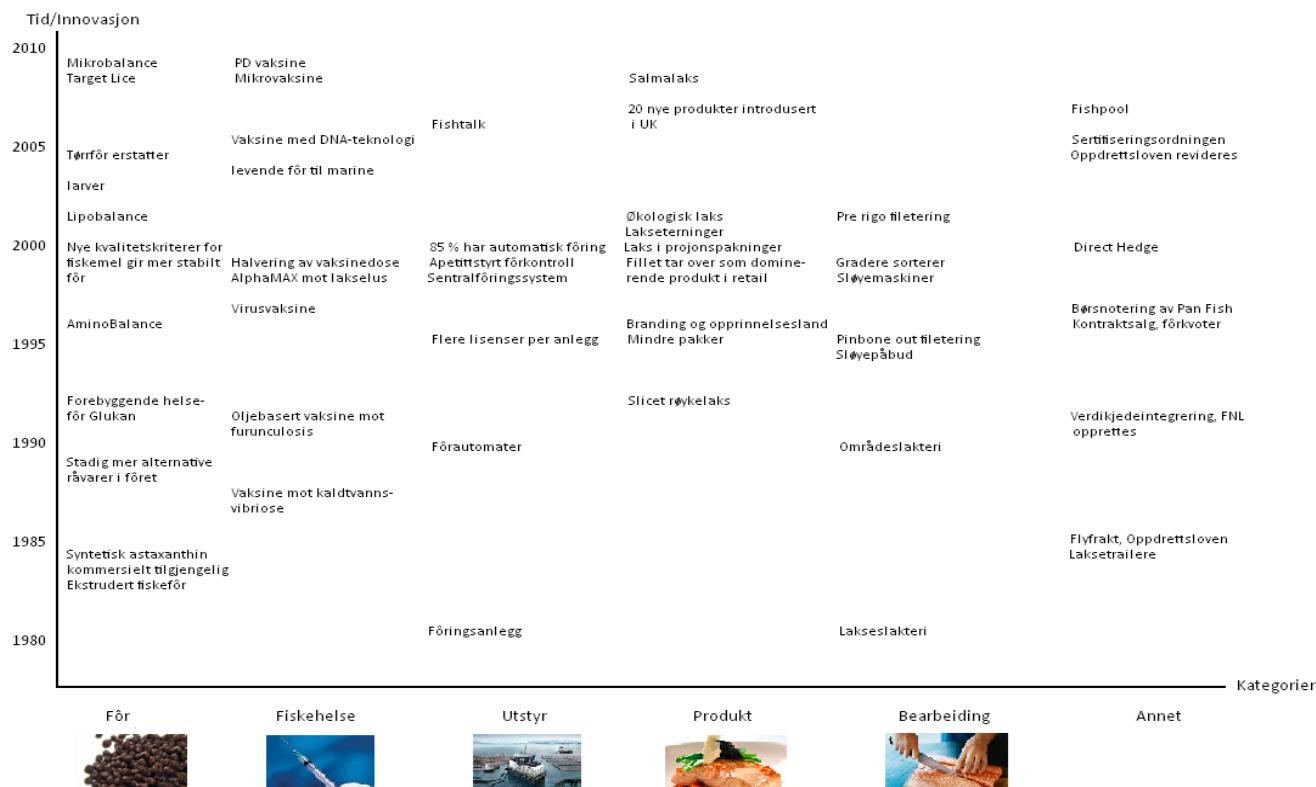 Tid/Innovasjon
2010
Mikrobalance
Target Lice
Tørrfôr erstatter
larver
Lipobalance
Nye kvalitetskriterer for
fiskemel gir mer stabilt
fôr
AminoBalance
Forebyggende helse-
fôr Glukan
Stadig mer alternative
råvarer i fôret
Syntetisk astaxanthin
kommersielt tilgjengelig
Ekstrudert fiskefôr
PD vaksine
Mikrovaksine
Vaksine med DNA-teknologi
levende fôr til marine
Halvering av vaksinedose
AlphaMAX mot lakselus
Virusvaksine
Oljebasert vaksine mot
furunculosis
Vaksine mot kaldtvanns-
vibriose
Fishtalk
85 % har automatisk fôring
Apetittstyrt fôrkontroll
Sentralfôringssystem
Flere lisenser per anlegg
Fôrautomater
Fôringsanlegg
Salmalaks
20 nye produkter introdusert
i UK
Økologisk laks
Lakseterninger
Laks i projonspakninger
Fillet tar over som domine-
rende produkt i retail
Branding og opprinnelsesland
Mindre pakker
Slicet røykelaks
Pre rigo filetering
Gradere sorterer
Sløyemaskiner
Pinbone out filetering
Sløyepåbud
Områdeslakteri
Lakseslakteri
Fishpool
Sertifiseringsordningen
Oppdrettsloven revideres
Direct Hedge
Børsnotering av Pan Fish
Kontraktsalg, fôrkvoter
Verdikjedeintegrering, FNL
opprettes
Flyfrakt, Oppdrettsloven
Laksetrailere
2005
2000
1995
1990
1985
1980
Kategorier
Fôr
Fiskehelse
Utstyr
Produkt
Bearbeiding
Annet